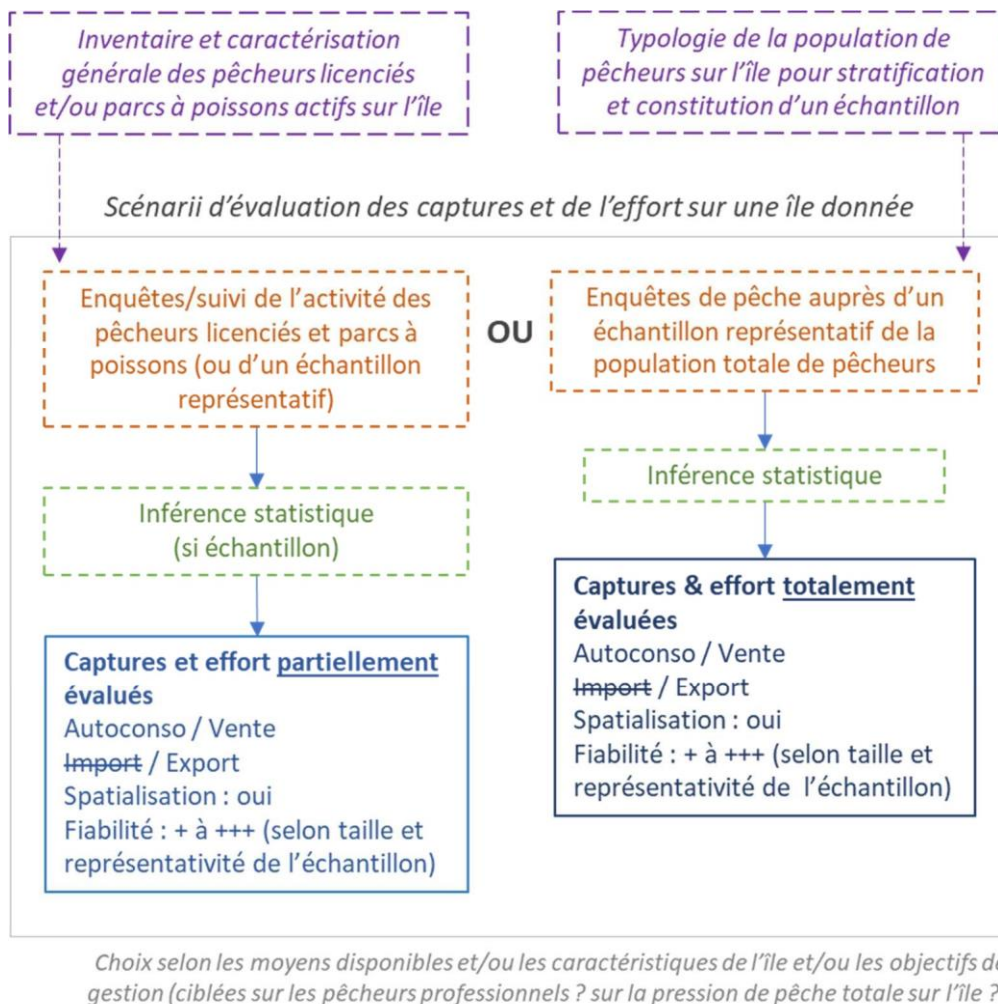 Inventaire et caractérisation
générale des pêcheurs licenciés
et/ou parcs à poissons actifs sur l'île
Typologie de la population de
pêcheurs sur l'île pour stratification
et constitution d'un échantillon
Scénarii d'évaluation des captures et de l'effort sur une île donnée
Enquêtes/suivi de l'activité des
pêcheurs licenciés et parcs à
poissons (ou d'un échantillon
représentatif)
OU
Enquêtes de pêche auprès d'un
échantillon représentatif de la
population totale de pêcheurs
Inférence statistique
(si échantillon)
Inférence statistique
Captures et effort partiellement
évalués
Autoconso / Vente
Import / Export
Spatialisation : oui
Fiabilité : + à +++ (selon taille et
représentativité de l'échantillon)
Captures & effort totalement
évaluées
Autoconso / Vente
Import / Export
Spatialisation : oui
Fiabilité : + à +++ (selon taille et
représentativité de l'échantillon)
Choix selon les moyens disponibles et/ou les caractéristiques de l'île et/ou les objectifs de
gestion (ciblées sur les pêcheurs professionnels ? sur la pression de pêche totale sur l'île ?